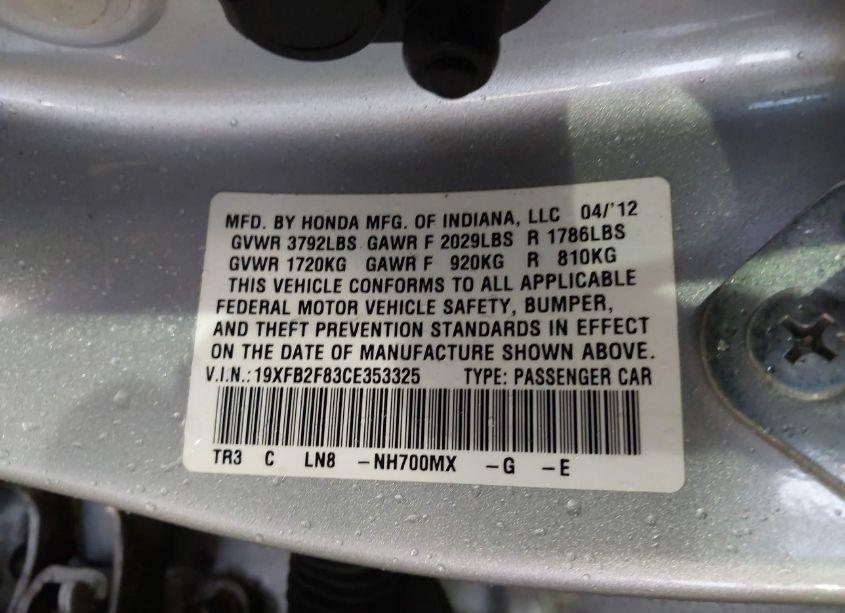 MFD. BY HONDA MFG. OF INDIANA, LLC 04/'12
GVWR 3792LBS GAWR F 2029LBS R 1786LBS
GVWR 1720KG GAWR F 920KG R 810KG
THIS VEHICLE CONFORMS TO ALL APPLICABLE
FEDERAL MOTOR VEHICLE SAFETY, BUMPER,
AND THEFT PREVENTION STANDARDS IN EFFECT
ON THE DATE OF MANUFACTURE SHOWN ABOVE.
V.I.N.:19XFB2F83CE353325 TYPE: PASSENGER CAR
TR3 C LN8 -NH700MX -G -E